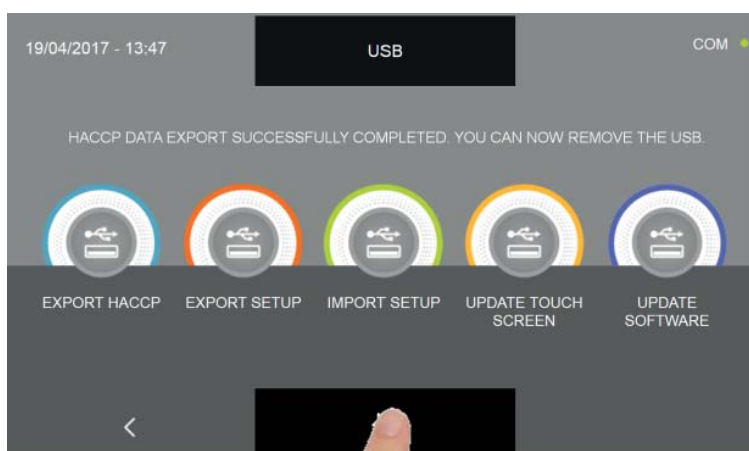 19/04/2017 - 13:47
USB
COM
HACCP DATA EXPORT SUCCESSFULLY COMPLETED. YOU CAN NOW REMOVE THE USB.
EXPORT HACCP
EXPORT SETUP
IMPORT SETUP
UPDATE TOUCH
SCREEN
UPDATE
SOFTWARE